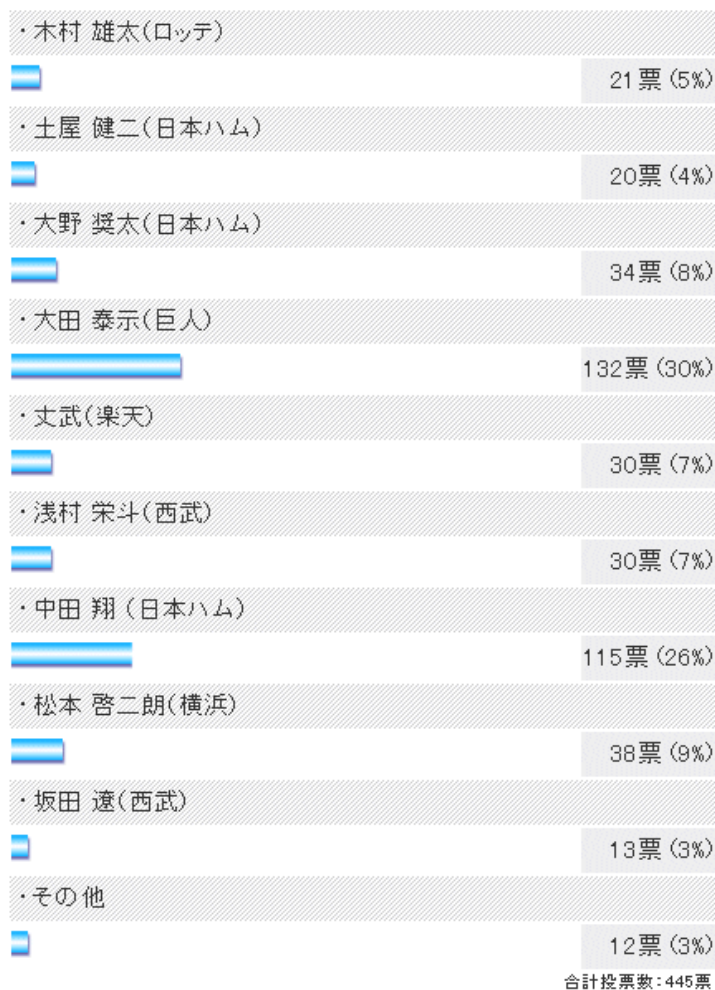 ・木村 雄太(ロッテ)
21票(5%)
・土屋 健二(日本ハム)
20票(4%)
・大野 奨太(日本ハム)
34票(8%)
・大田 泰示(巨人)
132票(30%)
・丈武(楽天)
30票(7%)
・浅村 栄斗(西武)
30票(7%)
・中田 翔 (日本ハム)
115票(26%)
・松本 啓二朗(横浜)
38票(9%)
・坂田 遼(西武)
13票(3%)
・その他
12票(3%)
合計投票数:445票